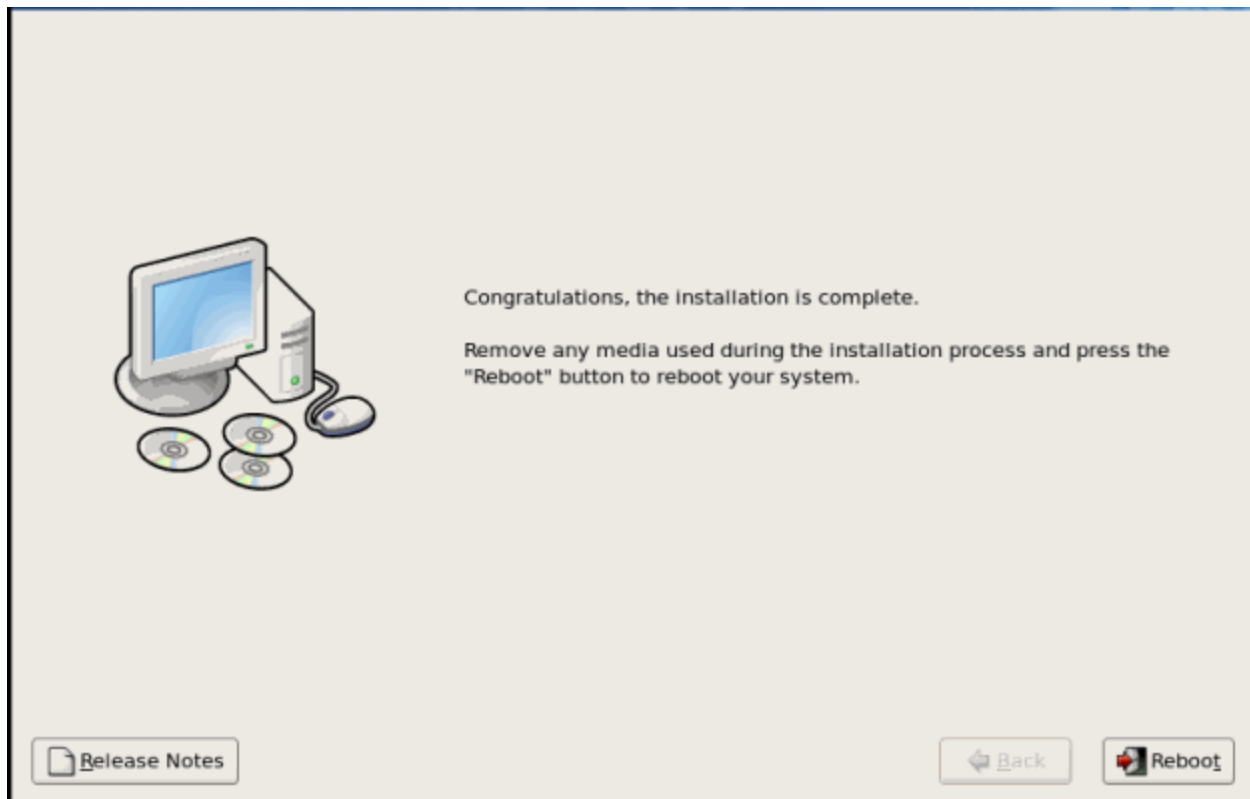 Congratulations, the installation is complete.
Remove any media used during the installation process and press the
"Reboot" button to reboot your system.
Release Notes
Back
Reboot